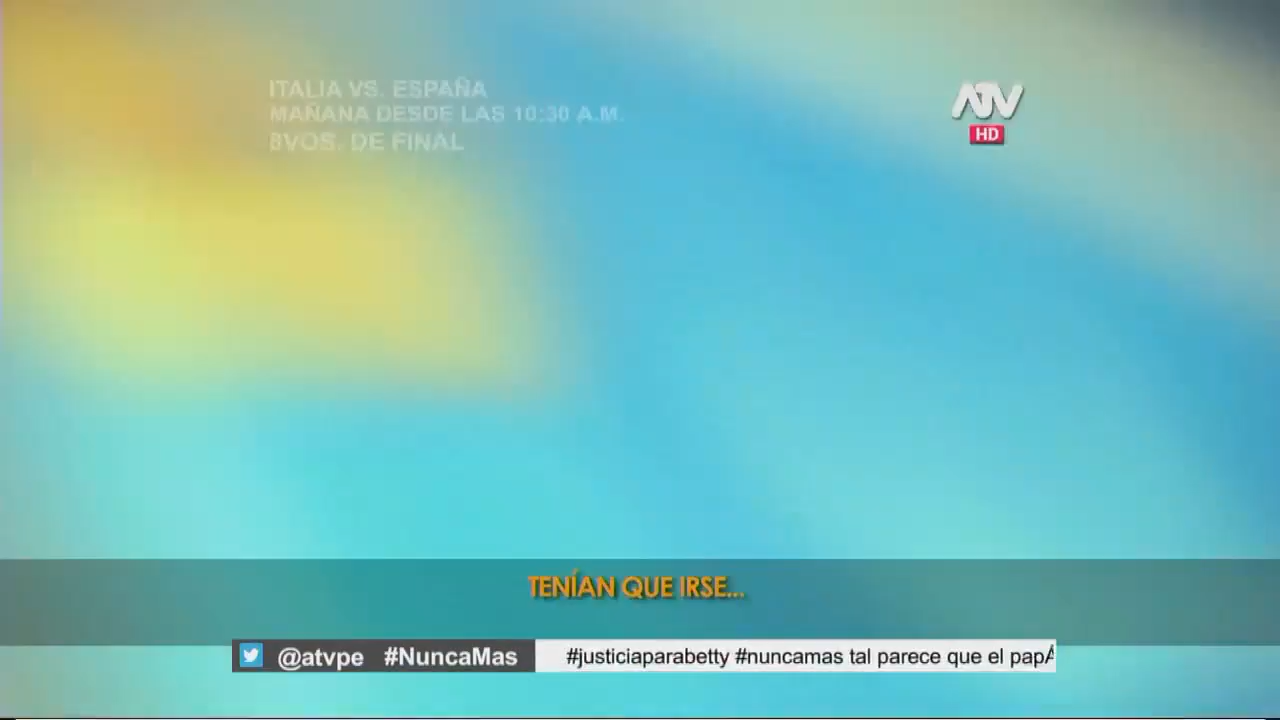 ITALIA VS. ESPAÑA
MAÑANA DESDE LAS 10:30 A.M.
8VOS. DE FINAL
ATV
HD
TENÍAN QUE IRSE...
@atvpe #NuncaMas #justiciaparabetty #nuncamas tal parece que el pap